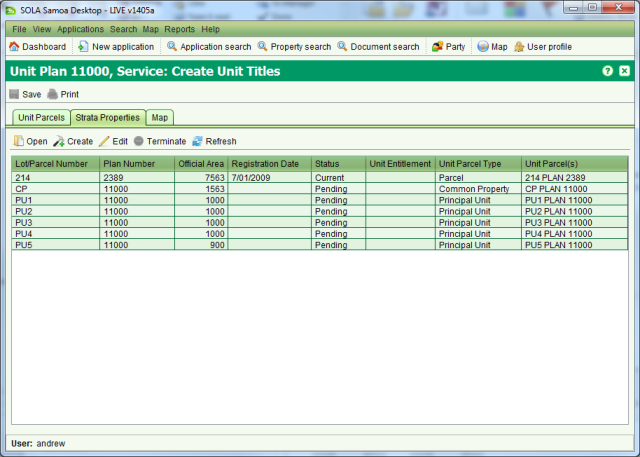 SOLA Samoa Desktop - LIVE v1405a
File View Applications Search Map Reports Help
Dashboard New application Application search Property search Document search Party Map User profile
Unit Plan 11000, Service: Create Unit Titles
Save Print
Unit Parcels Strata Properties Map
Open Create Edit Terminate Refresh
Lot/Parcel Number Plan Number Official Area Registration Date Status Unit Entitlement Unit Parcel Type Unit Parcel(s)
214 2389 7563 7/01/2009 Current Parcel 214 PLAN 2389
CP 11000 1563 Pending Common Property CP PLAN 11000
PU1 11000 1000 Pending Principal Unit PU1 PLAN 11000
PU2 11000 1000 Pending Principal Unit PU2 PLAN 11000
PU3 11000 1000 Pending Principal Unit PU3 PLAN 11000
PU4 11000 1000 Pending Principal Unit PU4 PLAN 11000
PU5 11000 900 Pending Principal Unit PU5 PLAN 11000
User: andrew